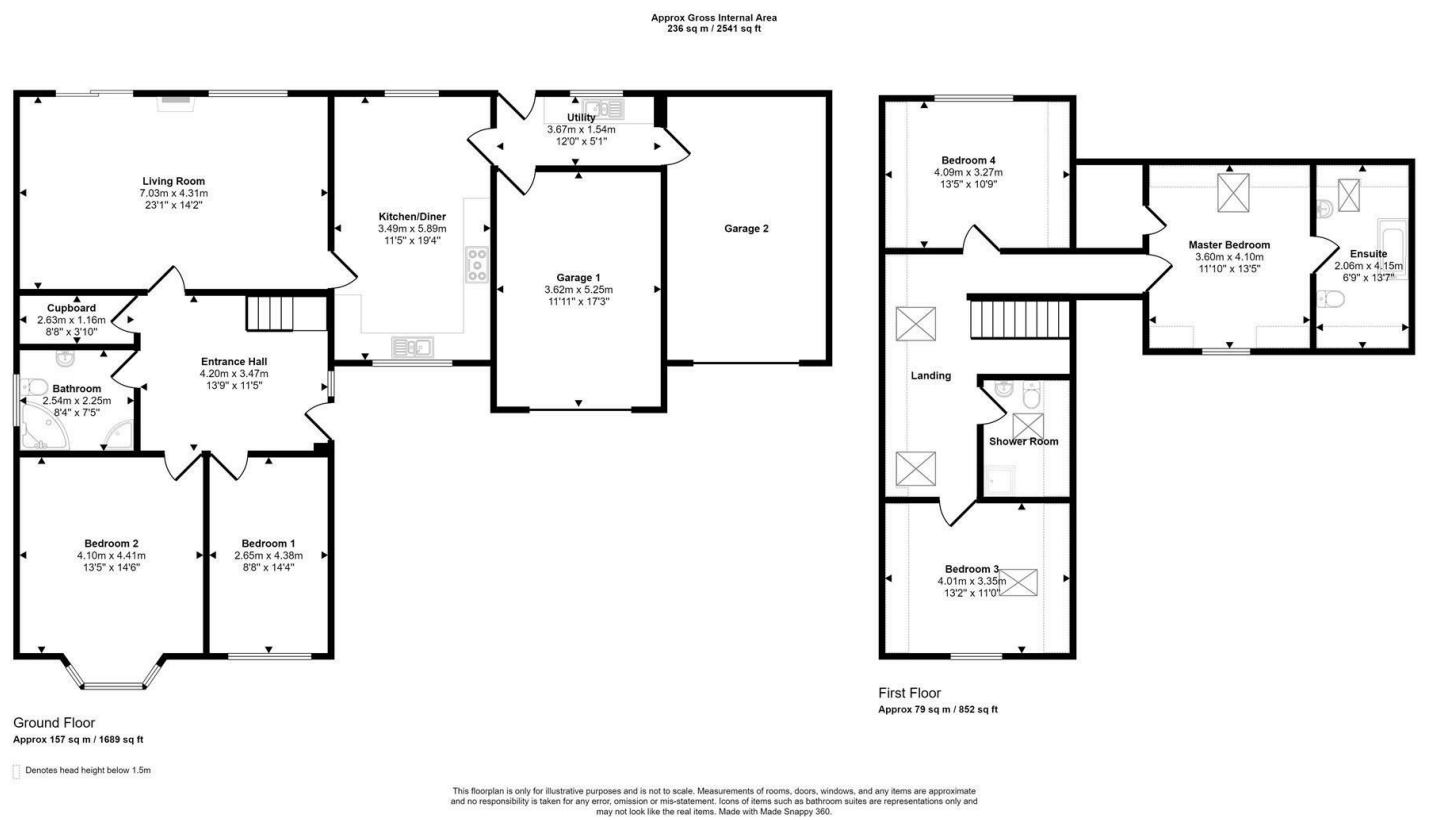 Approx Gross Internal Area
236 sq m / 2541 sq ft
Living Room
7.03m x 4.31m
23'1" x 14'2"
Kitchen/Diner
3.49m x 5.89m
11'5" x 19'4"
Utility
3.67m x 1.54m
12'0" x 5'1"
Garage 1
3.62m x 5.25m
11'11" x 17'3"
Garage 2
Cupboard
2.63m x 1.16m
8'8" x 3'10"
Entrance Hall
4.20m x 3.47m
13'9" x 11'5"
Bathroom
2.54m x 2.25m
8'4" x 7'5"
Bedroom 2
4.10m x 4.41m
13'5" x 14'6"
Bedroom 1
2.65m x 4.38m
8'8" x 14'4"
Ground Floor
Approx 157 sq m / 1689 sq ft
Denotes head height below 1.5m
Bedroom 4
4.09m x 3.27m
13'5" x 10'9"
Master Bedroom
3.60m x 4.10m
11'10" x 13'5"
Ensuite
2.06m x 4.15m
6'9" x 13'7"
Landing
Shower Room
Bedroom 3
4.01m x 3.35m
13'2" x 11'0"
First Floor
Approx 79 sq m / 852 sq ft
This floorplan is only for illustrative purposes and is not to scale. Measurements of rooms, doors, windows, and any items are approximate
and no responsibility is taken for any error, omission or mis-statement. Icons of items such as bathroom suites are representations only and
may not look like the real items. Made with Made Snappy 360.